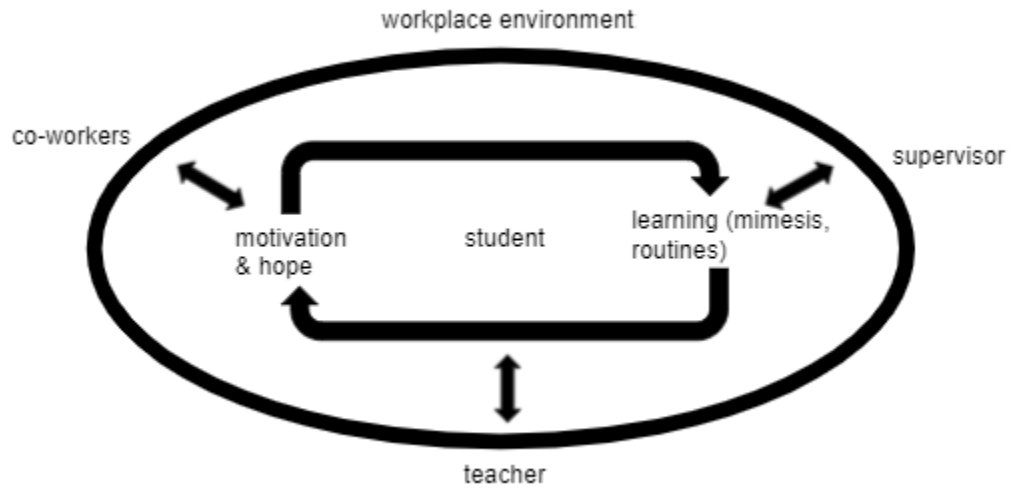 workplace environment
co-workers
supervisor
learning (mimesis,
routines)
motivation
& hope
student
teacher